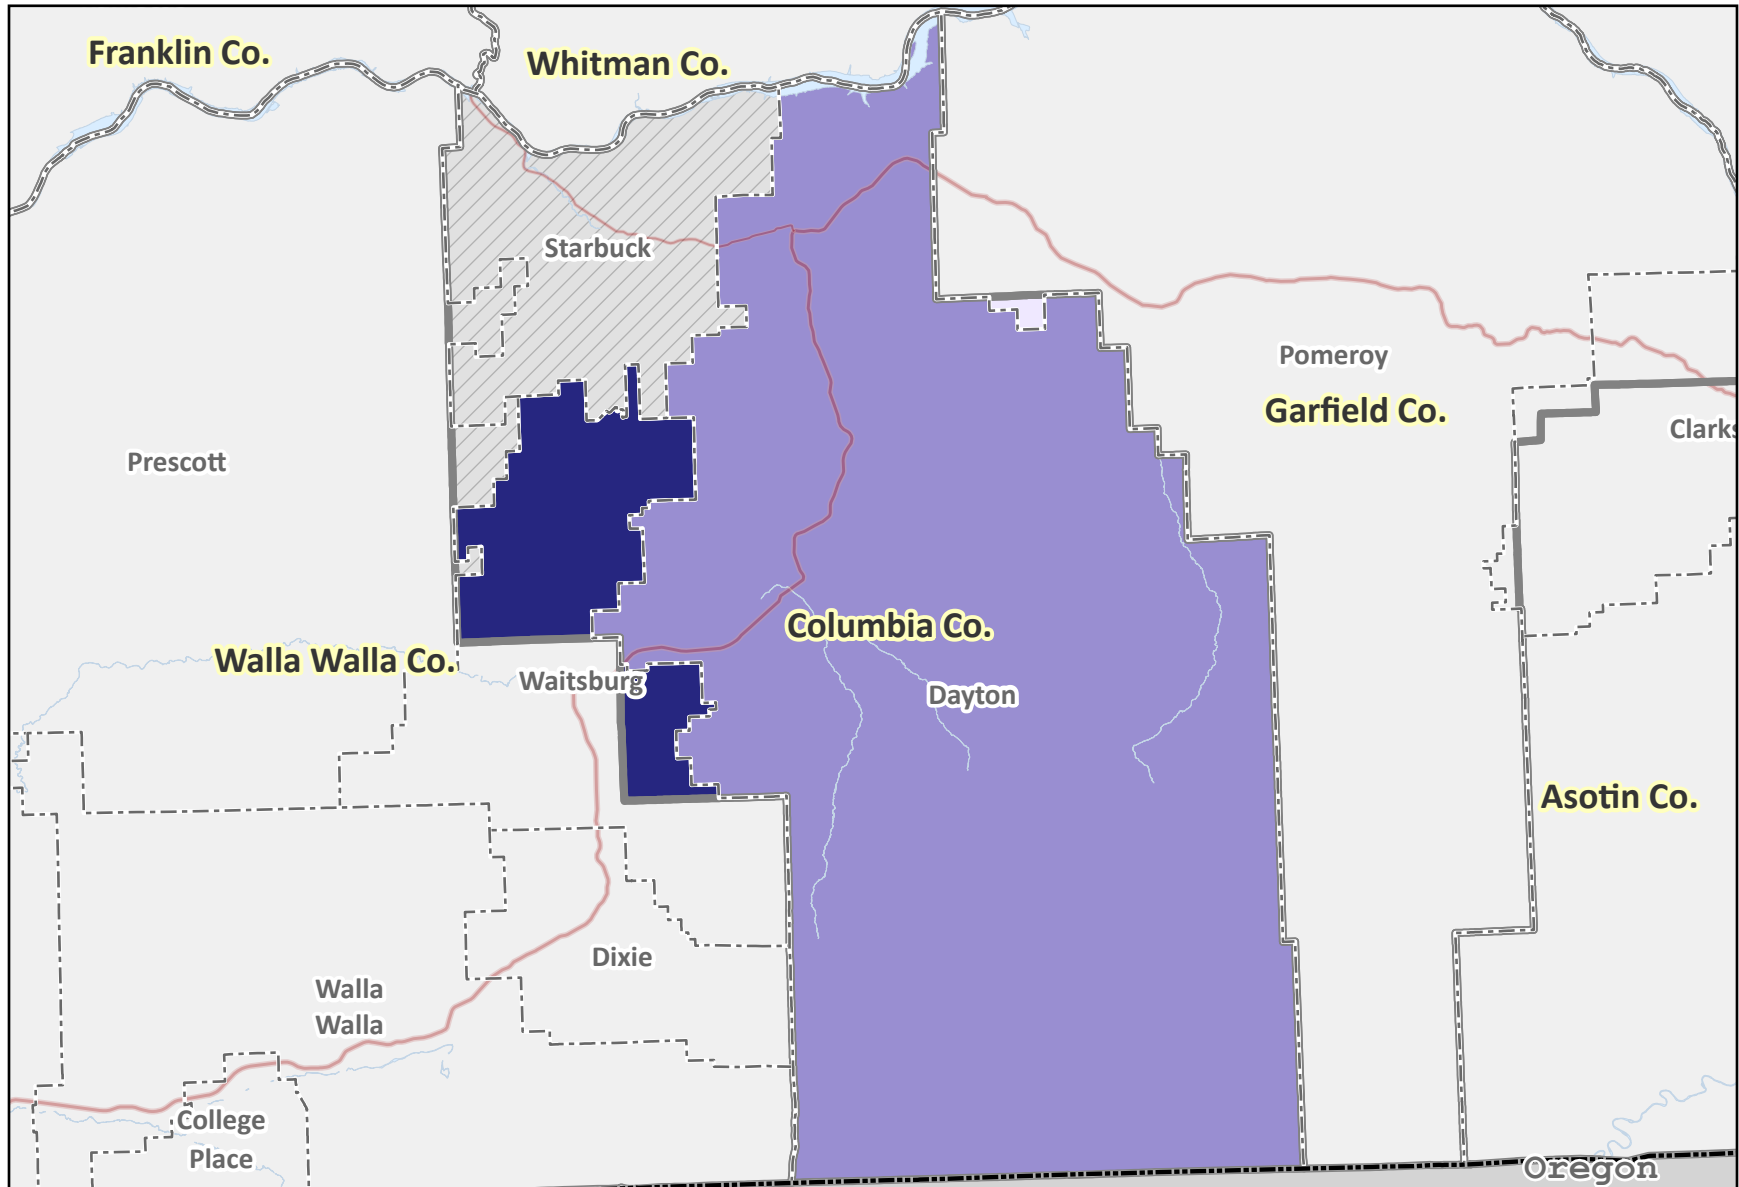 Franklin Co.
Whitman Co.
Starbuck
Pomeroy
Garfield Co.
Clarks
Prescott
Columbia Co.
Walla Walla Co.
Waitsburg
Dayton
Asotin Co.
Dixie
Walla
Walla
College
Place
Oregon